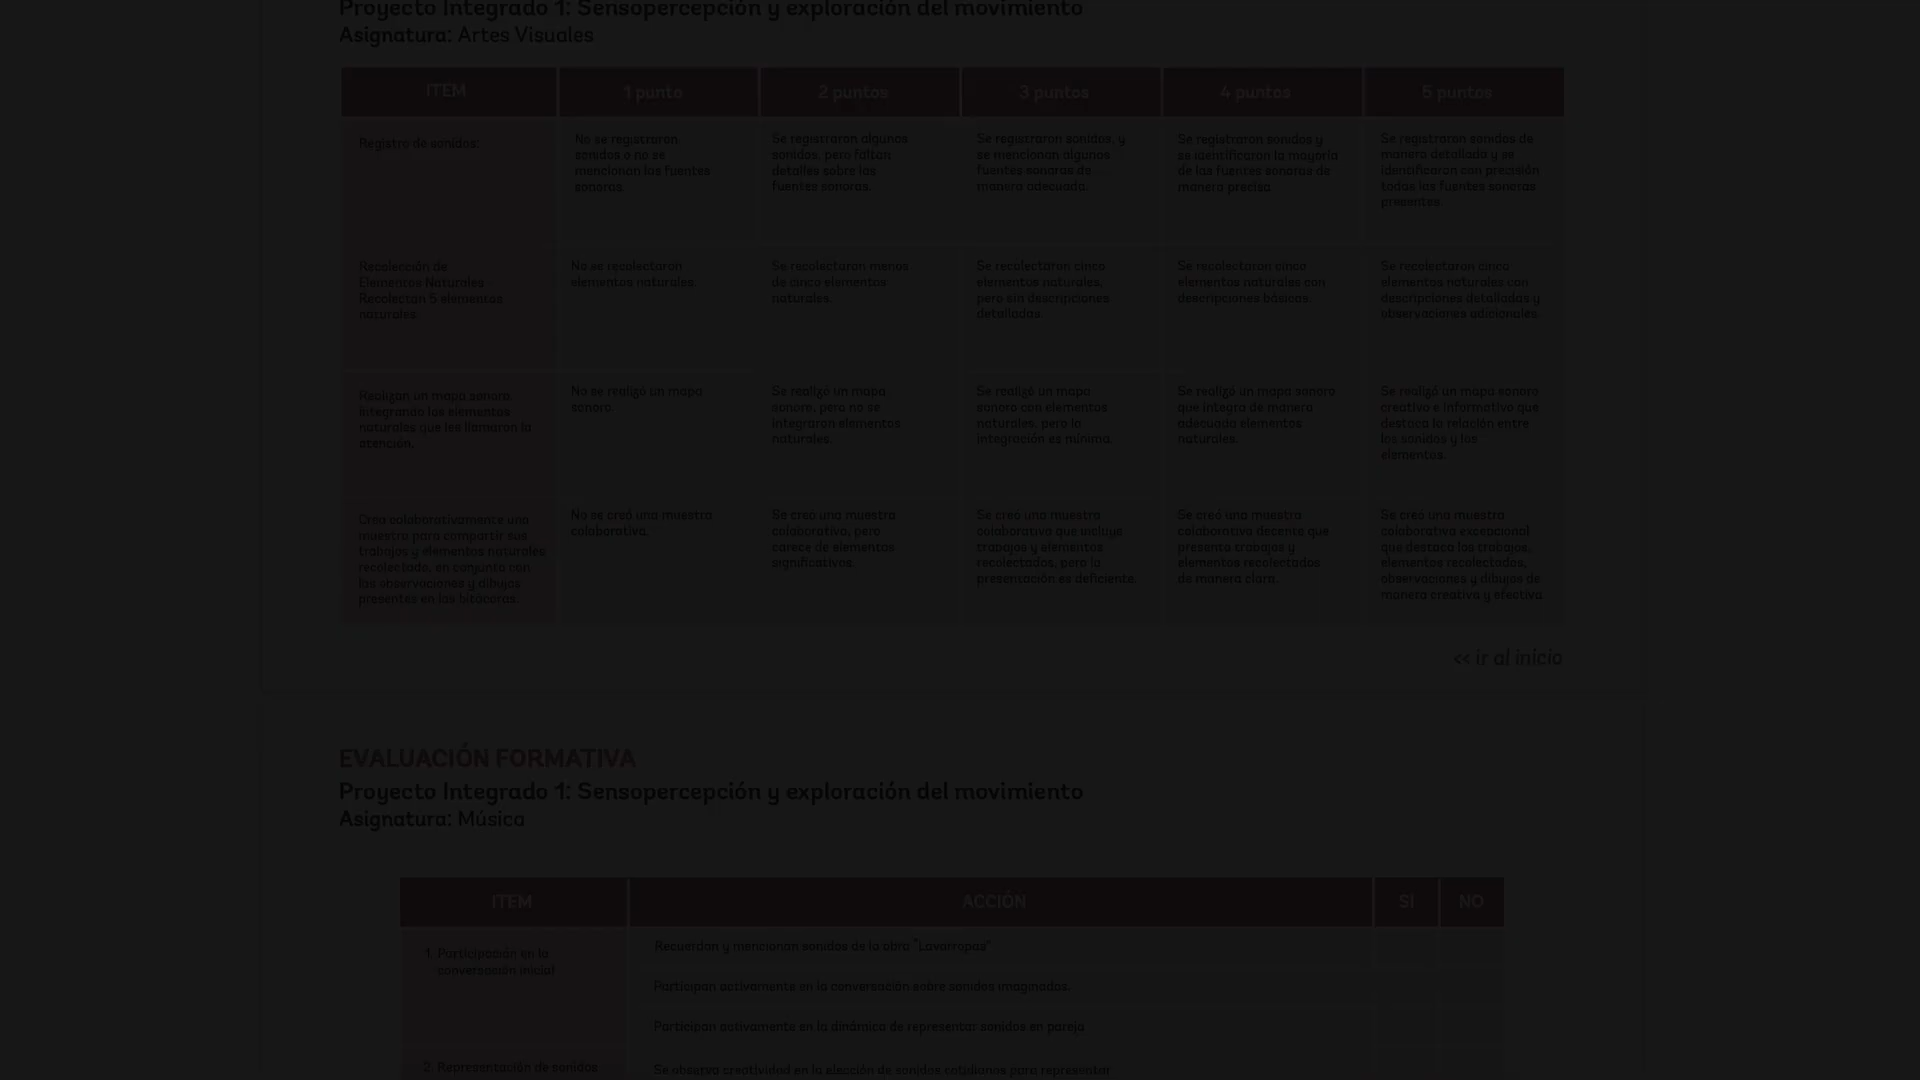 Proyecto Integrado 1: Sensopercepción y exploración del movimiento
Asignatura: Artes Visuales
ITEM
1 punto
2 puntos
3 puntos
4 puntos
5 puntos
Registro de sonidos:
No se registraron
sonidos o no se
mencionan las fuentes
sonoras.
Se registraron algunos
sonidos, pero faltan
detalles sobre las
fuentes sonoras.
Se registraron sonidos, y
se mencionan algunas
fuentes sonoras de
manera adecuada.
Se registraron sonidos y
se identificaron la mayoría
de las fuentes sonoras de
manera precisa
Se registraron sonidos de
manera detallada y se
identificaron con precisión
todas las fuentes sonoras
presentes
Recolección de
Elementos Naturales
Recolectan 5 elementos
naturales.
No se recolectaron
elementos naturales.
Se recolectaron menos
de cinco elementos
naturales.
Se recolectaron cinco
elementos naturales,
pero sin descripciones
detalladas.
Se recolectaron cinco
elementos naturales con
descripciones básicas.
Se recolectaron cinco
elementos naturales con
descripciones detalladas y
observaciones adicionales.
Realizan un mapa sonoro,
integrando los elementos
naturales que les llamaron la
atención.
No se realizó un mapa
sonoro.
Se realizó un mapa
sonoro, pero no se
integraron elementos
naturales.
Se realizó un mapa
sonoro con elementos
naturales, pero la
integración es mínima.
Se realizó un mapa sonoro
que integra de manera
adecuada elementos
naturales.
Se realizó un mapa sonoro
creativo e informativo que
destaca la relación entre
los sonidos y los
elementos.
Crea colaborativamente una
muestra para compartir sus
trabajos y elementos naturales
recolectado, en conjunto con
las observaciones y dibujos
presentes en las bitácoras.
No se creó una muestra
colaborativa.
Se creó una muestra
colaborativa, pero
carece de elementos
significativos.
Se creó una muestra
colaborativa que incluye
trabajos y elementos
recolectados, pero la
presentación es deficiente.
Se creó una muestra
colaborativa decente que
presenta trabajos y
elementos recolectados
de manera clara.
Se creó una muestra
colaborativa excepcional
que destaca los trabajos,
elementos recolectados,
observaciones y dibujos de
manera creativa y efectiva
<< ir al inicio
EVALUACIÓN FORMATIVA
Proyecto Integrado 1: Sensopercepción y exploración del movimiento
Asignatura: Música
ITEM
ACCIÓN
SÍ
NO
1. Participación en la
conversación inicial
Recuerdan y mencionan sonidos de la obra "Lavarropas"
Participan activamente en la conversación sobre sonidos imaginados.
Participan activamente en la dinámica de representar sonidos en pareja
2. Representación de sonidos
Se observa creatividad en la elección de sonidos cotidianos para representar